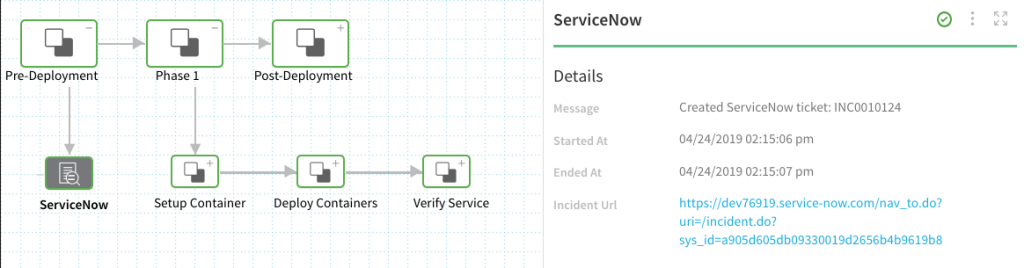 Pre-Deployment
Phase 1
Post-Deployment
ServiceNow
Setup Container
Deploy Containers
Verify Service
ServiceNow
Details
Message Created ServiceNow ticket: INC0010124
Started At 04/24/2019 02:15:06 pm
Ended At 04/24/2019 02:15:07 pm
Incident Url https://dev76919.service-now.com/nav_to.do?
uri=/incident.do?
sys_id=a905d605db09330019d2656b4b9619b8